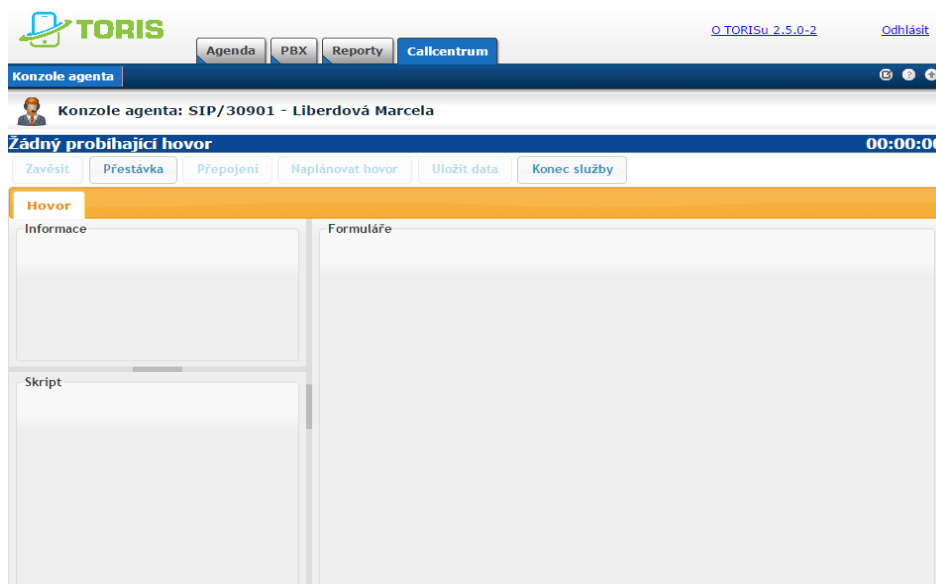 TORIS
O TORISu 2.5.0-2 Odhlásit
Agenda PBX Reporty Callcentrum
Konzole agenta
Konzole agenta: SIP/30901 - Liberdová Marcela
Žádný probíhající hovor 00:00:00
Zavěsit Přestávka Přepojení Naplánovat hovor Uložit data Konec služby
Hovor
Informace Formuláře
Skript